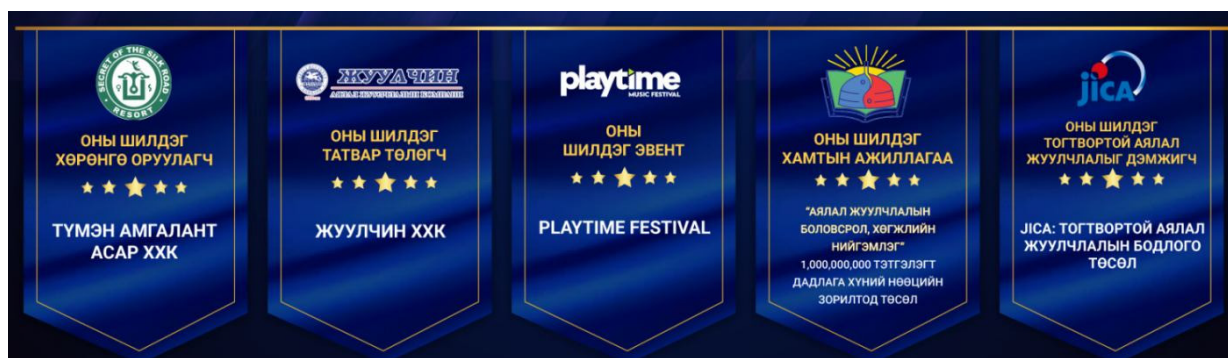 SECRET OF THE SILK ROAD
RESORT
ОНЫ ШИЛДЭГ
ХӨРӨНГӨ ОРУУЛАГЧ
ТҮМЭН АМГАЛАНТ
АСАР ХХК
ЖУУЛЧИН
АЯЛАЛ ЖУУЛЧЛАЛЫН КОМПАНИ
ОНЫ ШИЛДЭГ
ТАТВАР ТӨЛӨГЧ
ЖУУЛЧИН ХХК
playtime
MUSIC FESTIVAL
ОНЫ
ШИЛДЭГ ЭВЕНТ
PLAYTIME FESTIVAL
ОНЫ ШИЛДЭГ
ХАМТЫН АЖИЛЛАГАА
"АЯЛАЛ ЖУУЛЧЛАЛЫН
БОЛОВСРОЛ, ХӨГЖЛИЙН
НИЙГЭМЛЭГ"
1,000,000,000 ТЭТГЭЛЭГТ
ДАДЛАГА ХҮНИЙ НӨӨЦИЙН
ЗОРИЛТОД ТӨСӨЛ
jica
ОНЫ ШИЛДЭГ
ТОГТВОРТОЙ АЯЛАЛ
ЖУУЛЧЛАЛЫГ ДЭМЖИГЧ
JICA: ТОГТВОРТОЙ АЯЛАЛ
ЖУУЛЧЛАЛЫН БОДЛОГО
ТӨСӨЛ